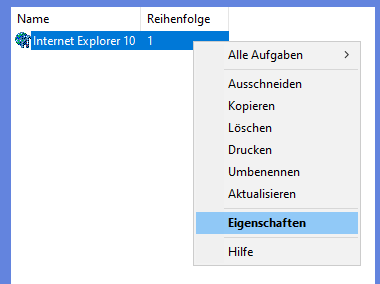 Name Reihenfolge
Internet Explorer 10 1
Alle Aufgaben
Ausschneiden
Kopieren
Löschen
Drucken
Umbenennen
Aktualisieren
Eigenschaften
Hilfe